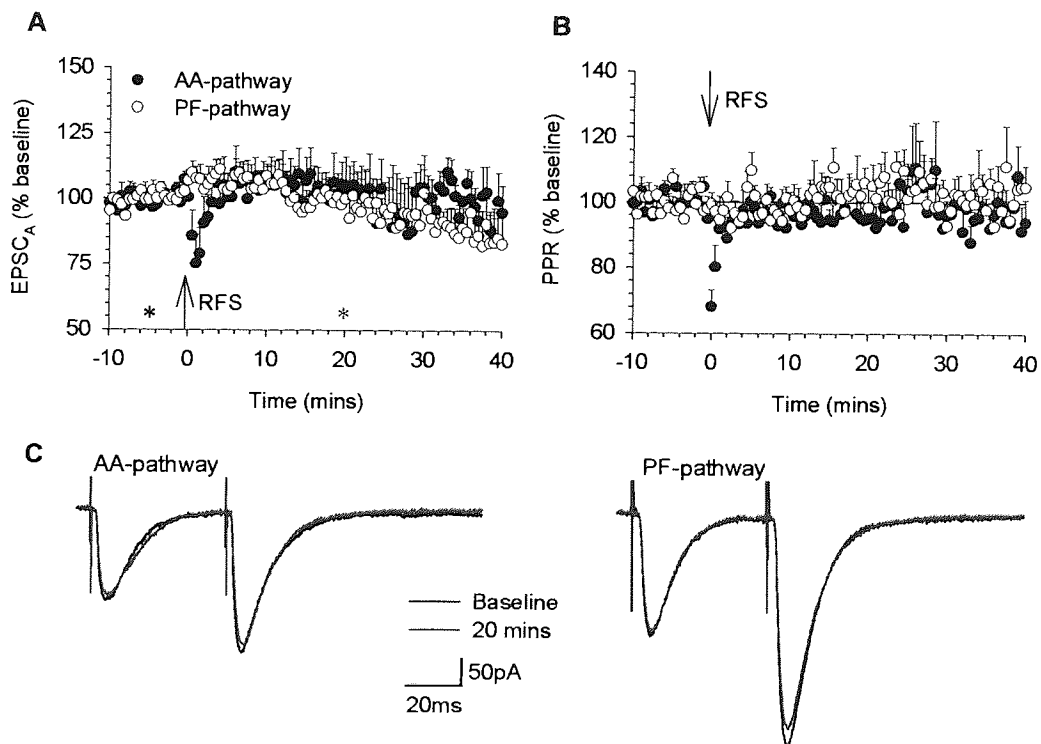 A
EPSC_A (% baseline)
150
125
100
75
50
AA-pathway
PF-pathway
RFS
*
*
-10
0
10
20
30
40
Time (mins)
B
PPR (% baseline)
140
120
100
80
60
RFS
-10
0
10
20
30
40
Time (mins)
C
AA-pathway
PF-pathway
Baseline
20 mins
50pA
20ms